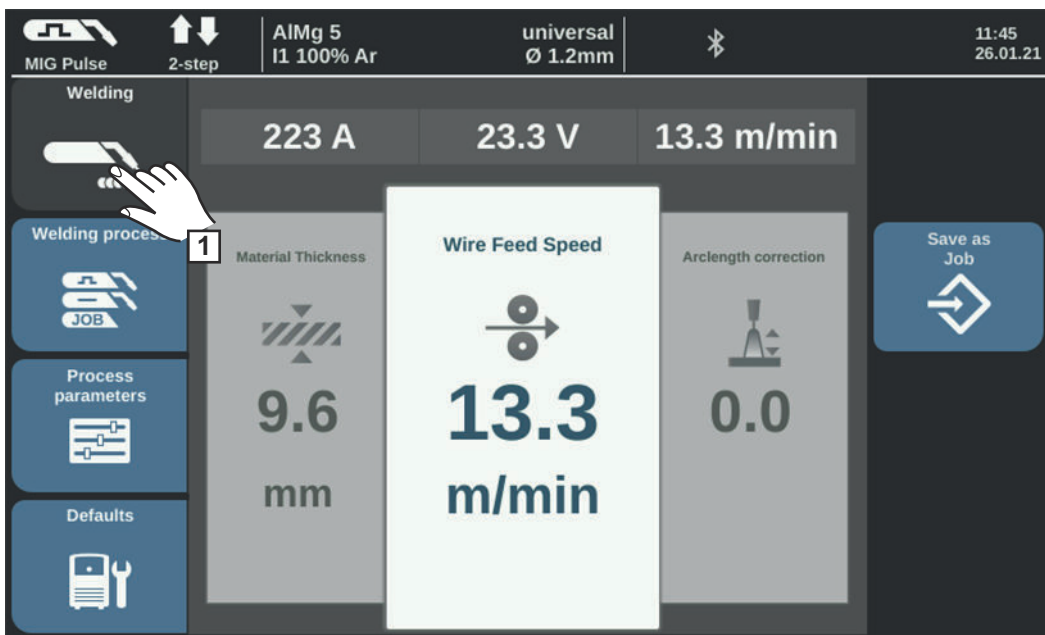 MIG Pulse
2-step
AlMg 5
I1 100% Ar
universal
Ø 1.2mm
11:45
26.01.21
Welding
223 A
23.3 V
13.3 m/min
1
Welding process
JOB
Process
parameters
Defaults
Material Thickness
9.6
mm
Wire Feed Speed
13.3
m/min
Arclength correction
0.0
Save as
Job